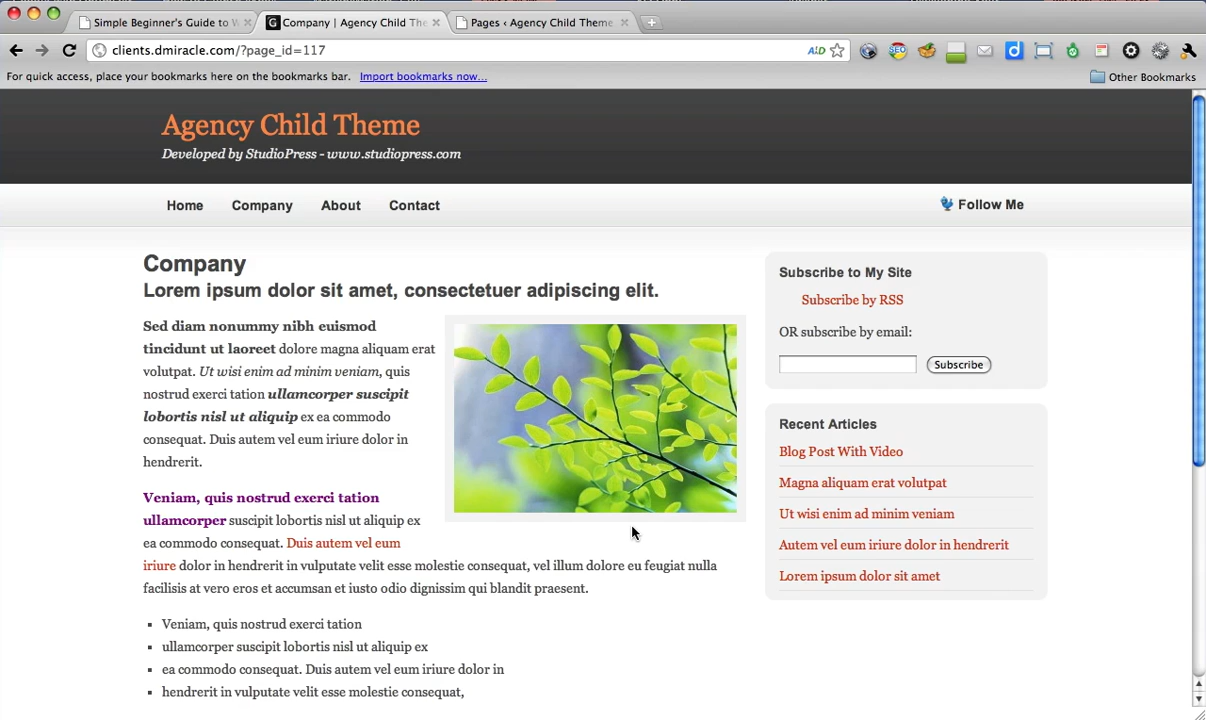 Simple Beginner's Guide to W
Company | Agency Child The
Pages ‹ Agency Child Theme
clients.dmiracle.com/?page_id=117
For quick access, place your bookmarks here on the bookmarks bar. Import bookmarks now...
Other Bookmarks
Agency Child Theme
Developed by StudioPress - www.studiopress.com
Home Company About Contact
Follow Me
Company
Lorem ipsum dolor sit amet, consectetuer adipiscing elit.
Sed diam nonummy nibh euismod
tincidunt ut laoreet dolore magna aliquam erat
volutpat. Ut wisi enim ad minim veniam, quis
nostrud exerci tation ullamcorper suscipit
lobortis nisl ut aliquip ex ea commodo
consequat. Duis autem vel eum iriure dolor in
hendrerit.
Veniam, quis nostrud exerci tation
ullamcorper suscipit lobortis nisl ut aliquip ex
ea commodo consequat. Duis autem vel eum
iriure dolor in hendrerit in vulputate velit esse molestie consequat, vel illum dolore eu feugiat nulla
facilisis at vero eros et accumsan et iusto odio dignissim qui blandit praesent.
Veniam, quis nostrud exerci tation
ullamcorper suscipit lobortis nisl ut aliquip ex
ea commodo consequat. Duis autem vel eum iriure dolor in
hendrerit in vulputate velit esse molestie consequat,
Subscribe to My Site
Subscribe by RSS
OR subscribe by email:
Subscribe
Recent Articles
Blog Post With Video
Magna aliquam erat volutpat
Ut wisi enim ad minim veniam
Autem vel eum iriure dolor in hendrerit
Lorem ipsum dolor sit amet